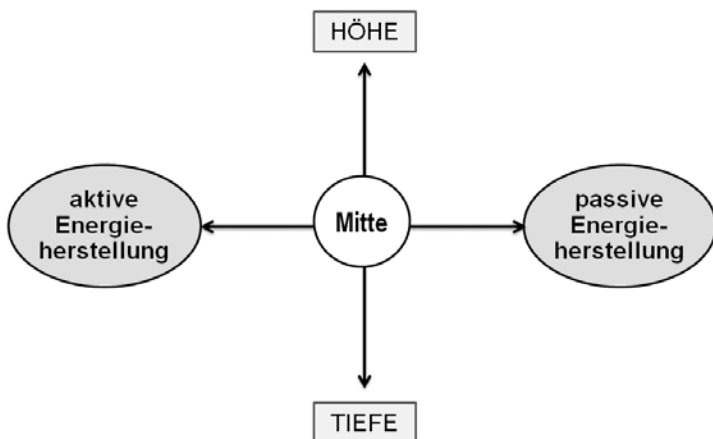 HÖHE
aktive
Energie-
herstellung
Mitte
passive
Energie-
herstellung
TIEFE